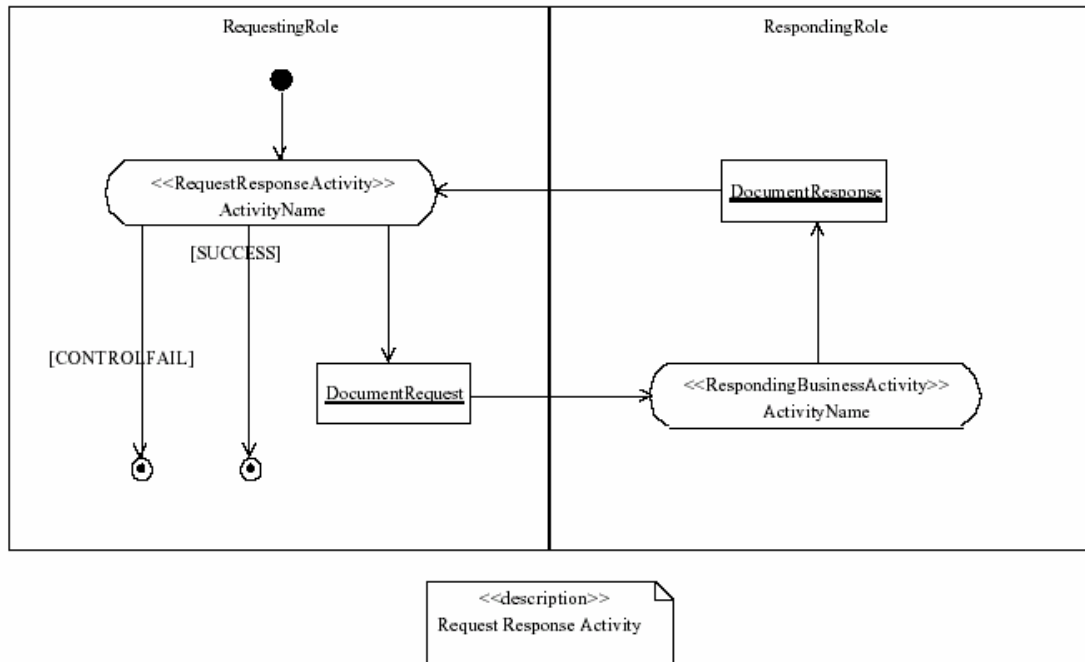 RequestingRole
RespondingRole
<<RequestResponseActivity>>
ActivityName
DocumentResponse
[SUCCESS]
[CONTROLFAIL]
DocumentRequest
<<RespondingBusinessActivity>>
ActivityName
<<description>>
Request Response Activity